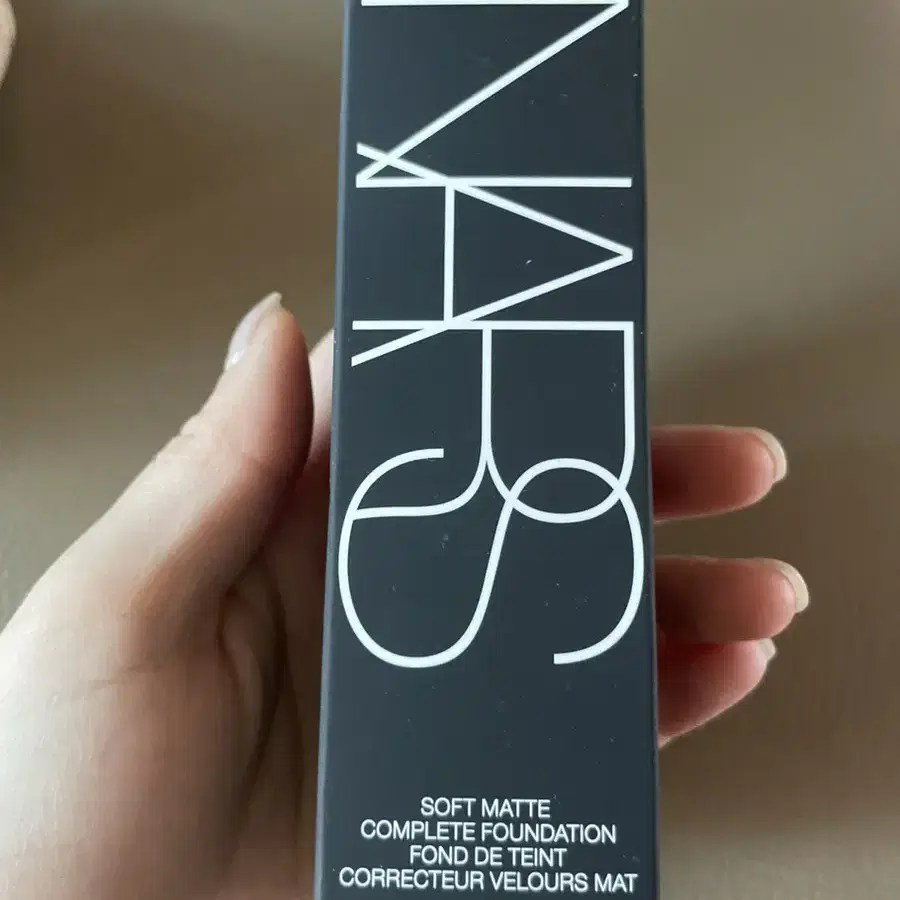 NARS
SOFT MATTE
COMPLETE FOUNDATION
FOND DE TEINT
CORRECTEUR VELOURS MAT